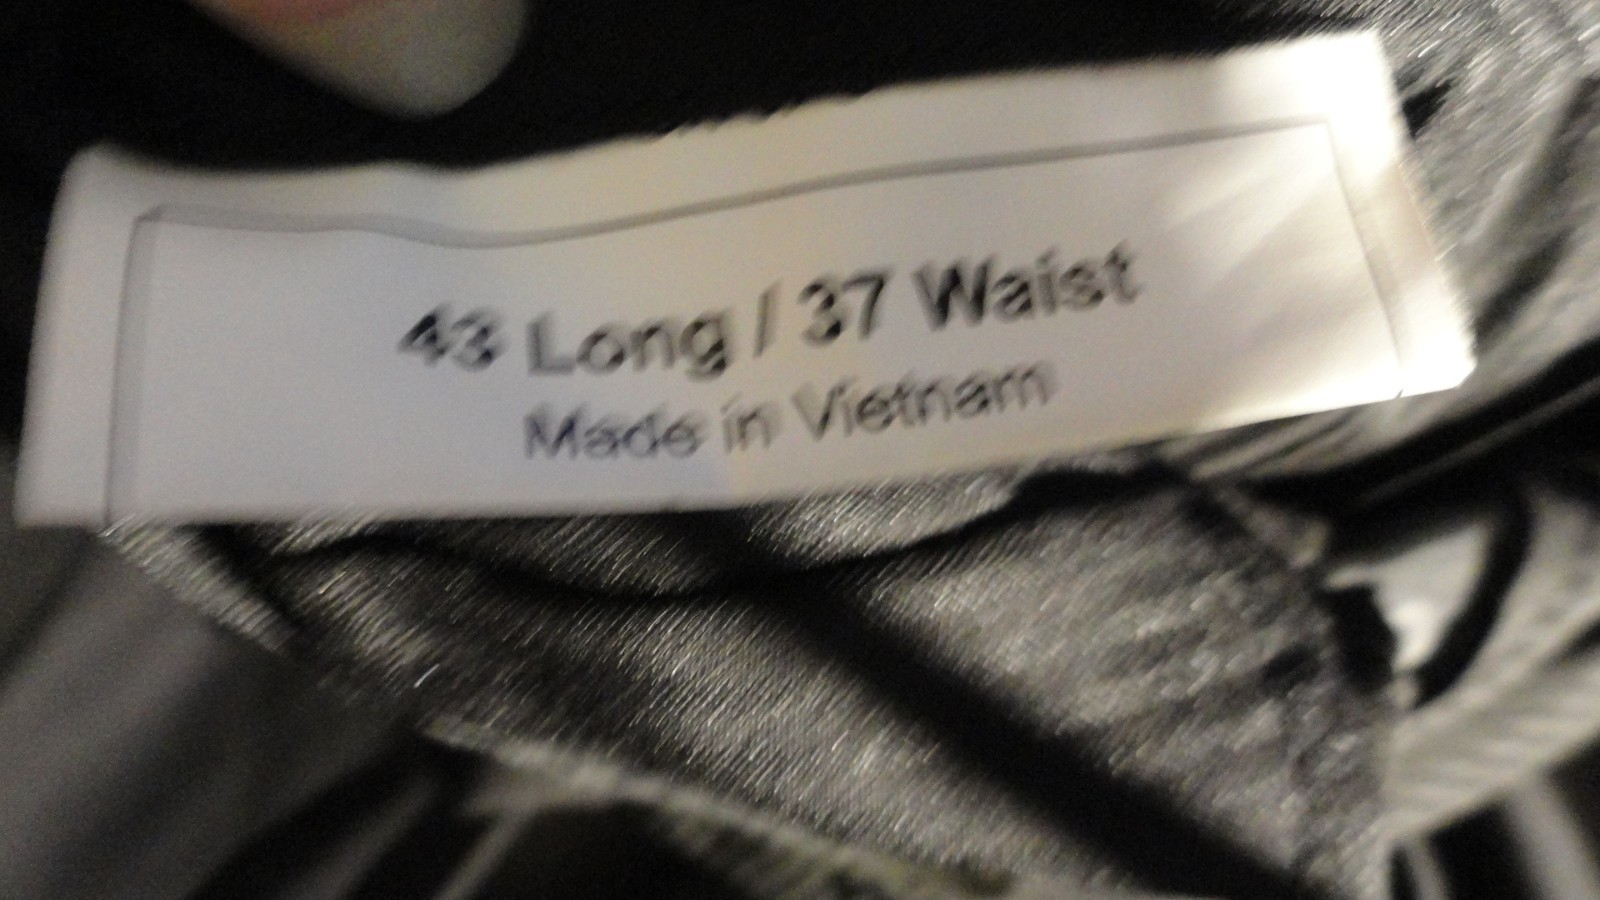 43 Long / 37 Waist
Made in Vietnam